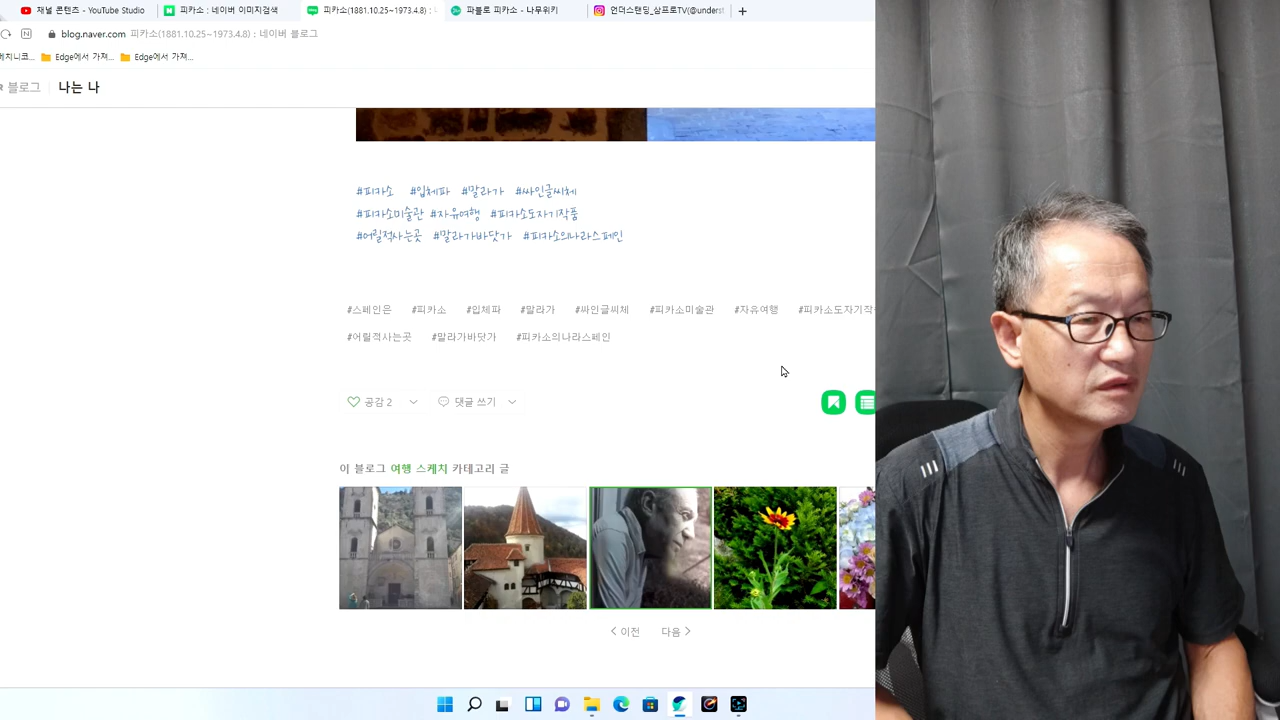 재널 콘텐즈 - YouTube Studio
피카소 : 네이버 이미지검색
피카소(1881.10.25~1973.4.8) :
파블로 피카소 - 나무위키
언더스탠딩_삼프로TV(@underst
blog.naver.com 피카소(1881.10.25~1973.4.8) : 네이버 블로그
Edge에서 가져... Edge에서 가져...
블로그 나는 나
#피카소 #입체파 #말라가 #싸인글씨체
#피카소미술관 #자유여행 #피카소도자기작품
#어릴적사는곳 #말라가바닷가 #피카소의나라스페인
#스페인은 #피카소 #입체파 #말라가 #싸인글씨체 #피카소미술관 #자유여행 #피카소도자기작
#어릴적사는곳 #말라가바닷가 #피카소의나라스페인
공감 2 댓글 쓰기
이 블로그 여행 스케치 카테고리 글
< 이전 다음 >